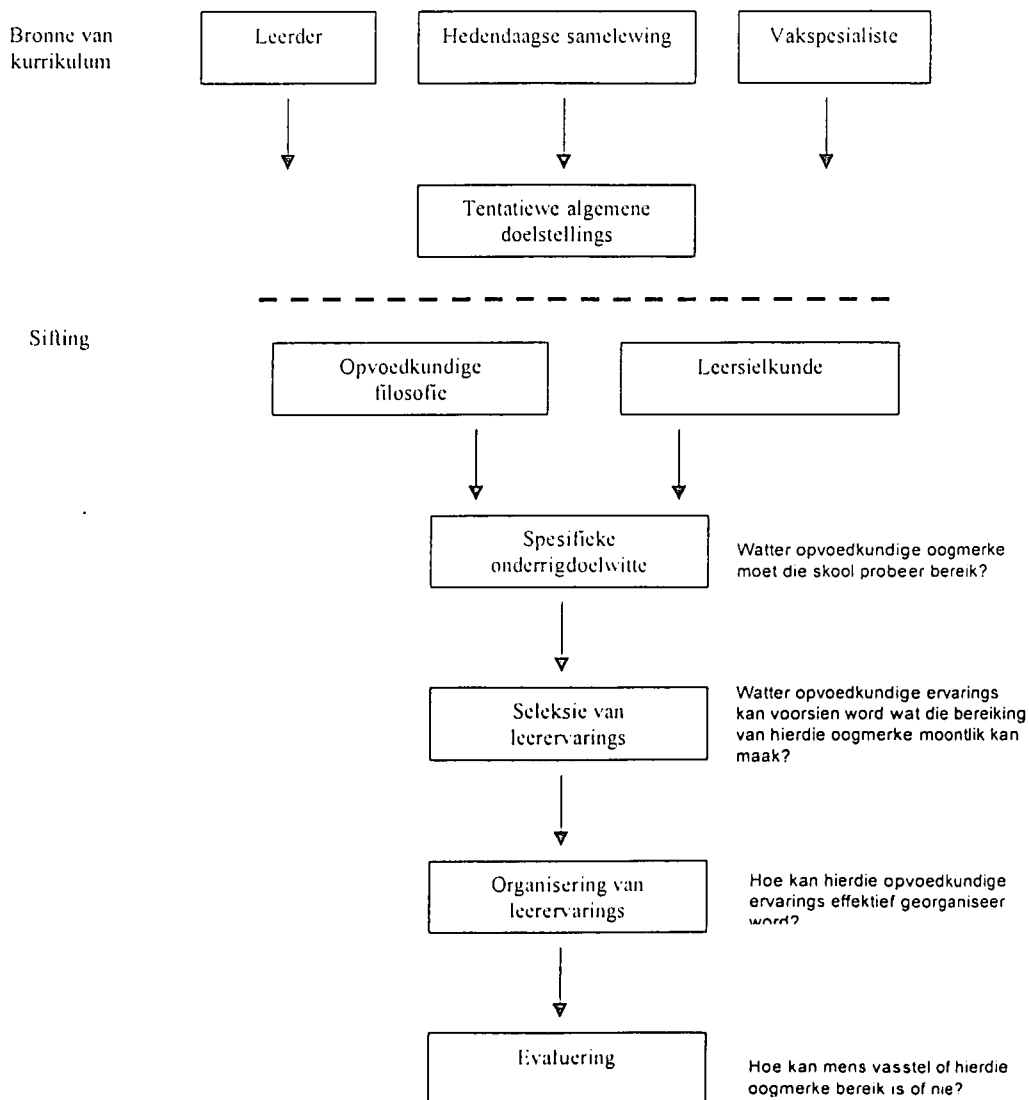 Bronne van
kurrikulum
Leerder
Hedendaagse samelewing
Vakspesialiste
Tentatiewe algemene
doelstellings
Sifting
Opvoedkundige
filosofie
Leersielkunde
Spesifieke
onderrigdoelwitte
Watter opvoedkundige oogmerke
moet die skool probeer bereik?
Seleksie van
leerervarings
Watter opvoedkundige ervarings
kan voorsien word wat die bereiking
van hierdie oogmerke moontlik kan
maak?
Organisering van
leerervarings
Hoe kan hierdie opvoedkundige
ervarings effektief georganiseer
word?
Evaluering
Hoe kan mens vasstel of hierdie
oogmerke bereik is of nie?